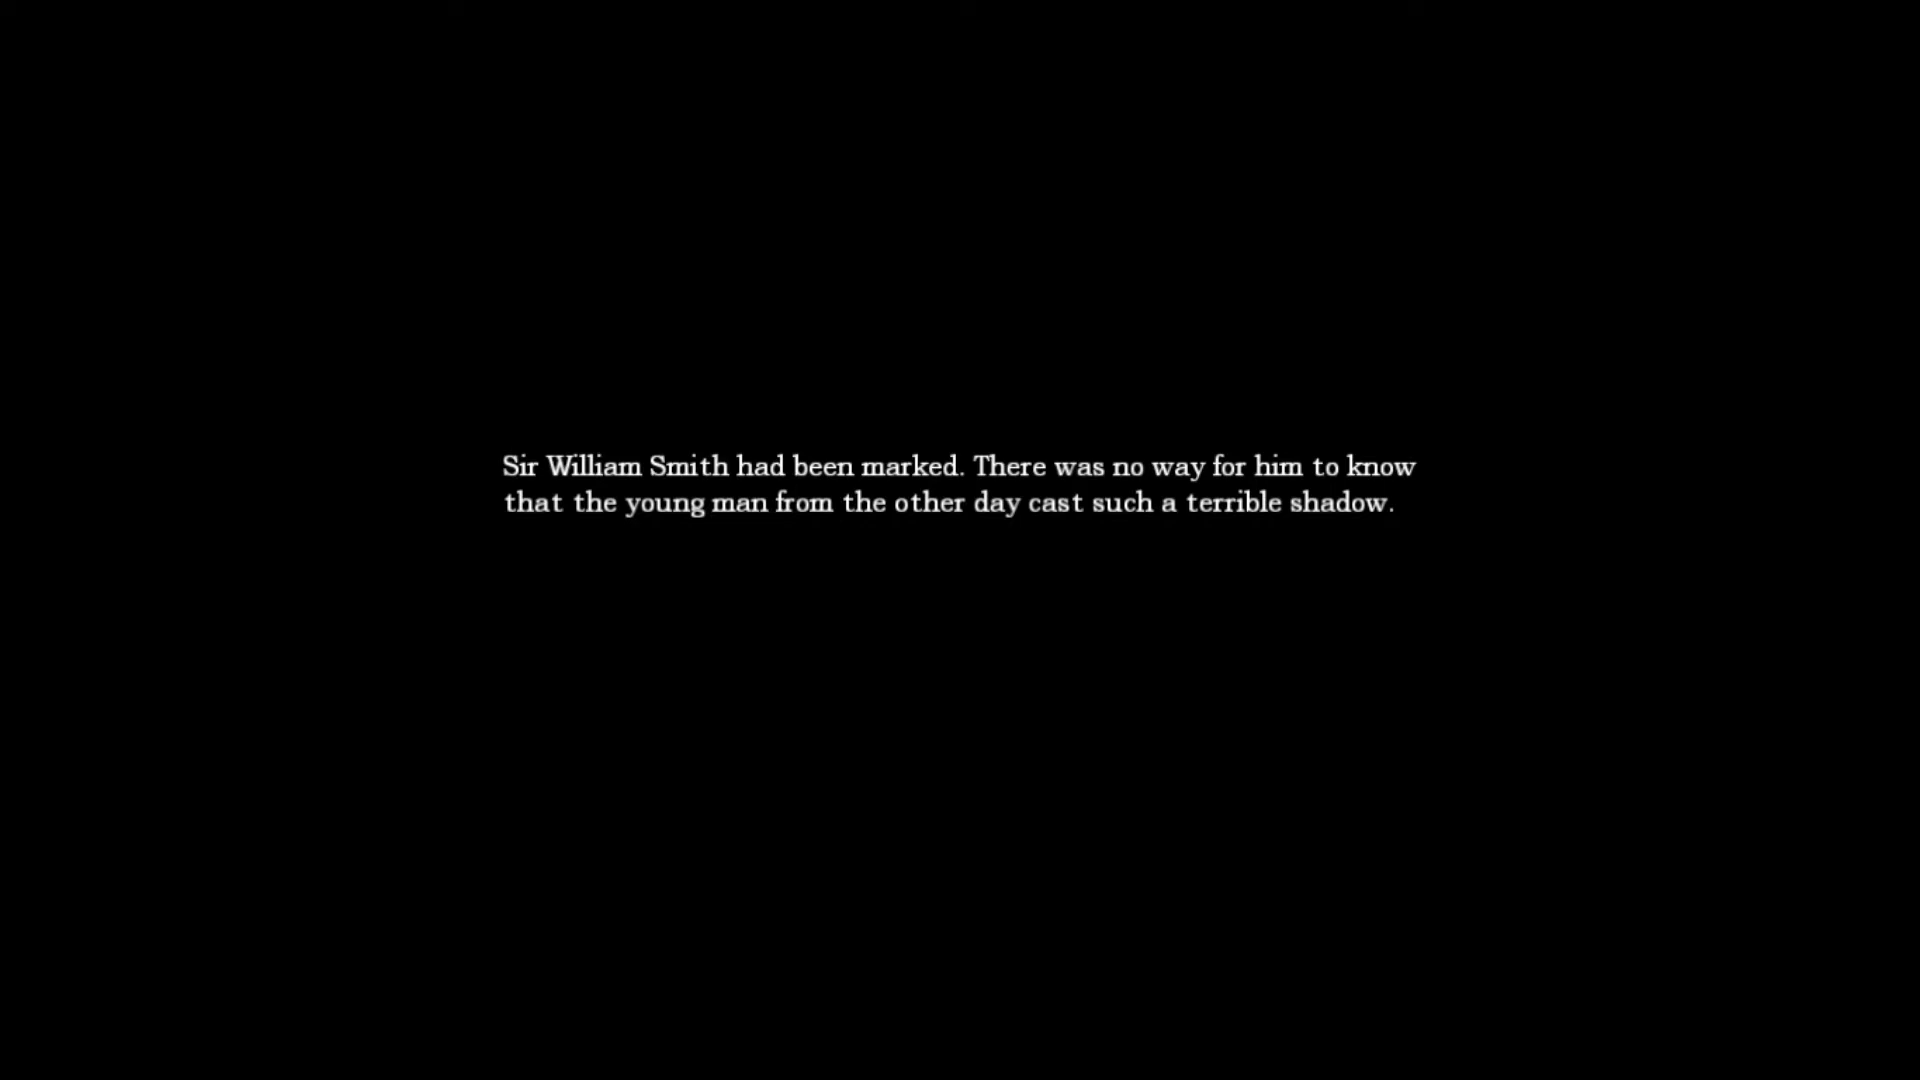 Sir William Smith had been marked. There was no way for him to know
that the young man from the other day cast such a terrible shadow.